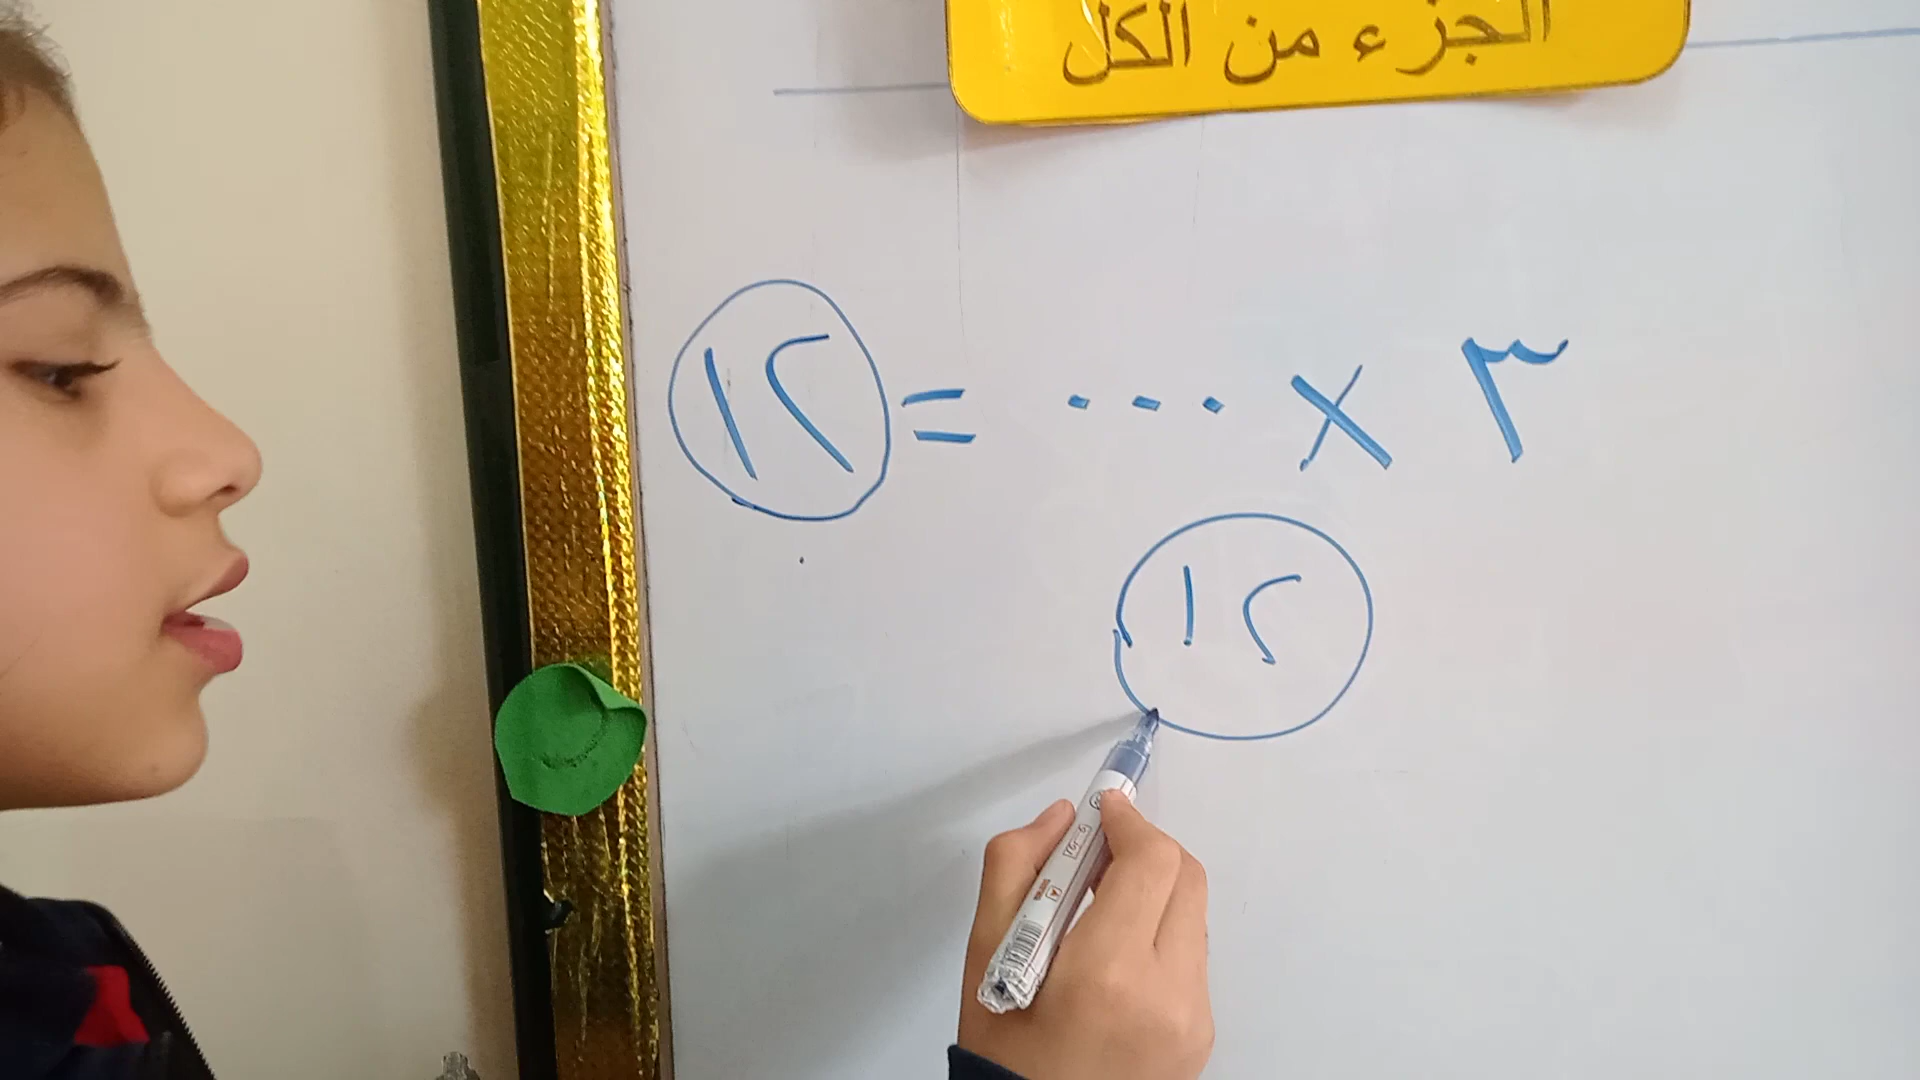 الجزء من الكل
٣ × ... = ١٢
١٢